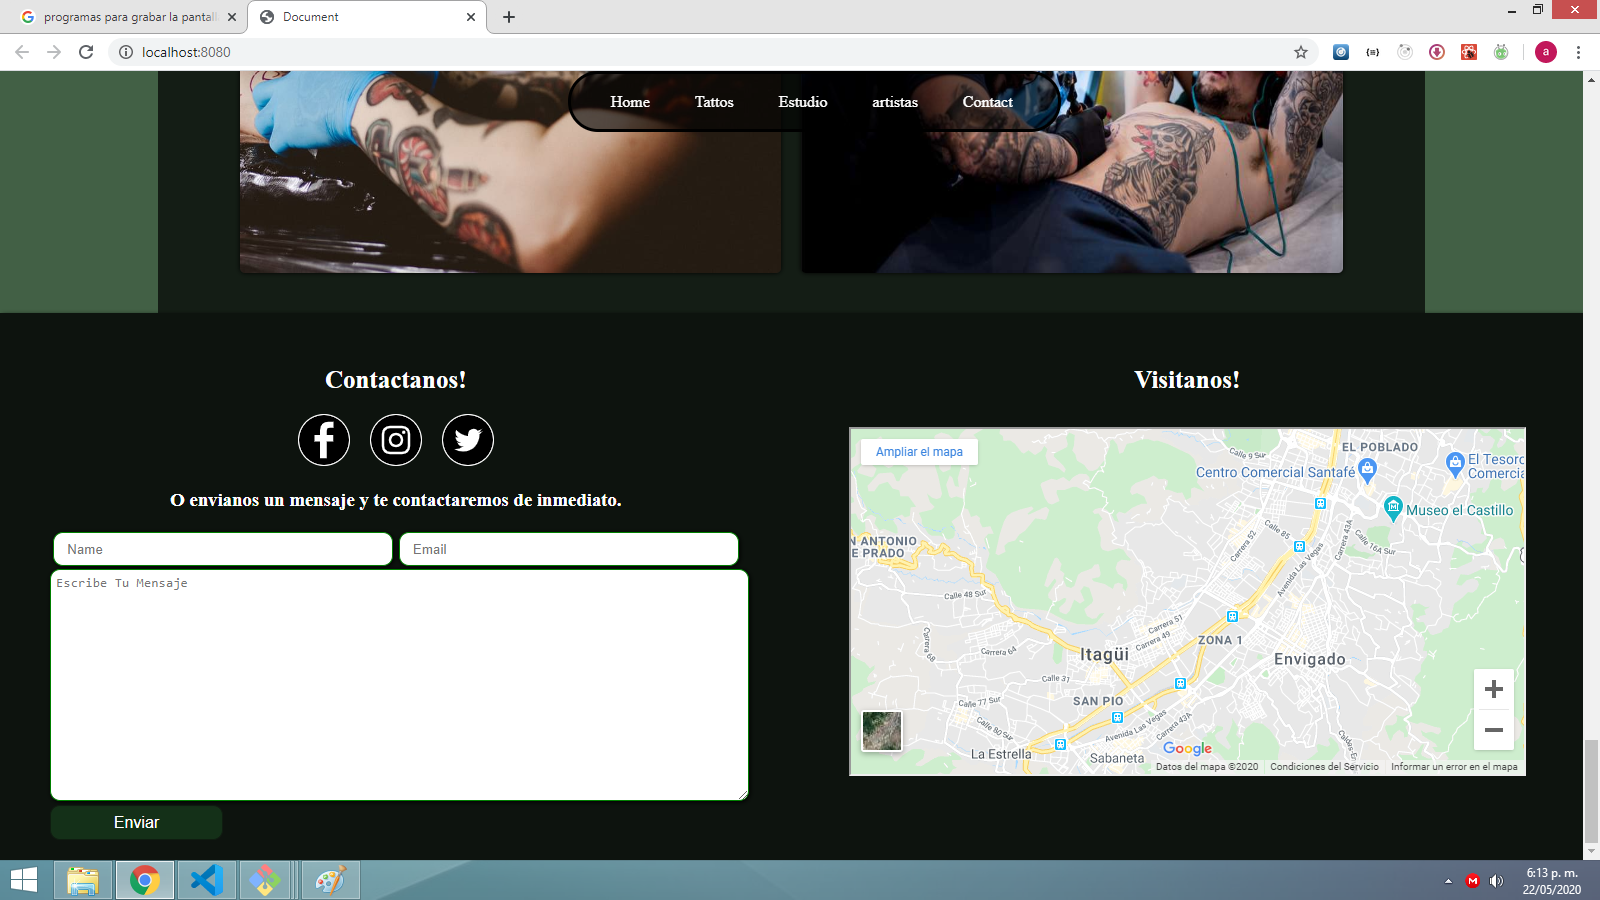 programas para grabar la pantall
Document
localhost:8080
a
Home Tattos Estudio artistas Contact
Contactanos!
O envianos un mensaje y te contactaremos de inmediato.
Name
Email
Escribe Tu Mensaje
Enviar
Visitanos!
Ampliar el mapa
EL POBLADO
Calle 9 Sur
Centro Comercial Santafé
El Tesoro
Comercia
Museo el Castillo
N ANTONIO
E PRADO
Carrera 52
Calle 85
Carrera 43A
Calle 16A Sur
Avenida Las Vegas
Calle 48 Sur
Carrera 51
Carrera 49
ZONA 1
Carrera 68
Carrera 64
Itagüi
Envigado
Calle 31
SAN PIO
Calle 77 Sur
Calle 90 Sur
Avenida Las Vegas
Carrera 43A
Caldas-Es
La Estrella
Sabaneta
Google
Datos del mapa ©2020
Condiciones del Servicio
Informar un error en el mapa
M
6:13 p. m.
22/05/2020